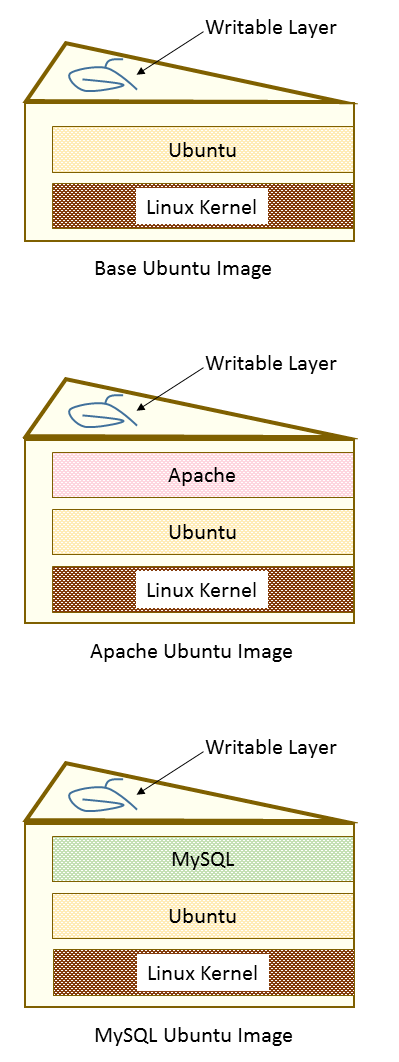 Writable Layer
Ubuntu
Linux Kernel
Base Ubuntu Image
Writable Layer
Apache
Ubuntu
Linux Kernel
Apache Ubuntu Image
Writable Layer
MySQL
Ubuntu
Linux Kernel
MySQL Ubuntu Image